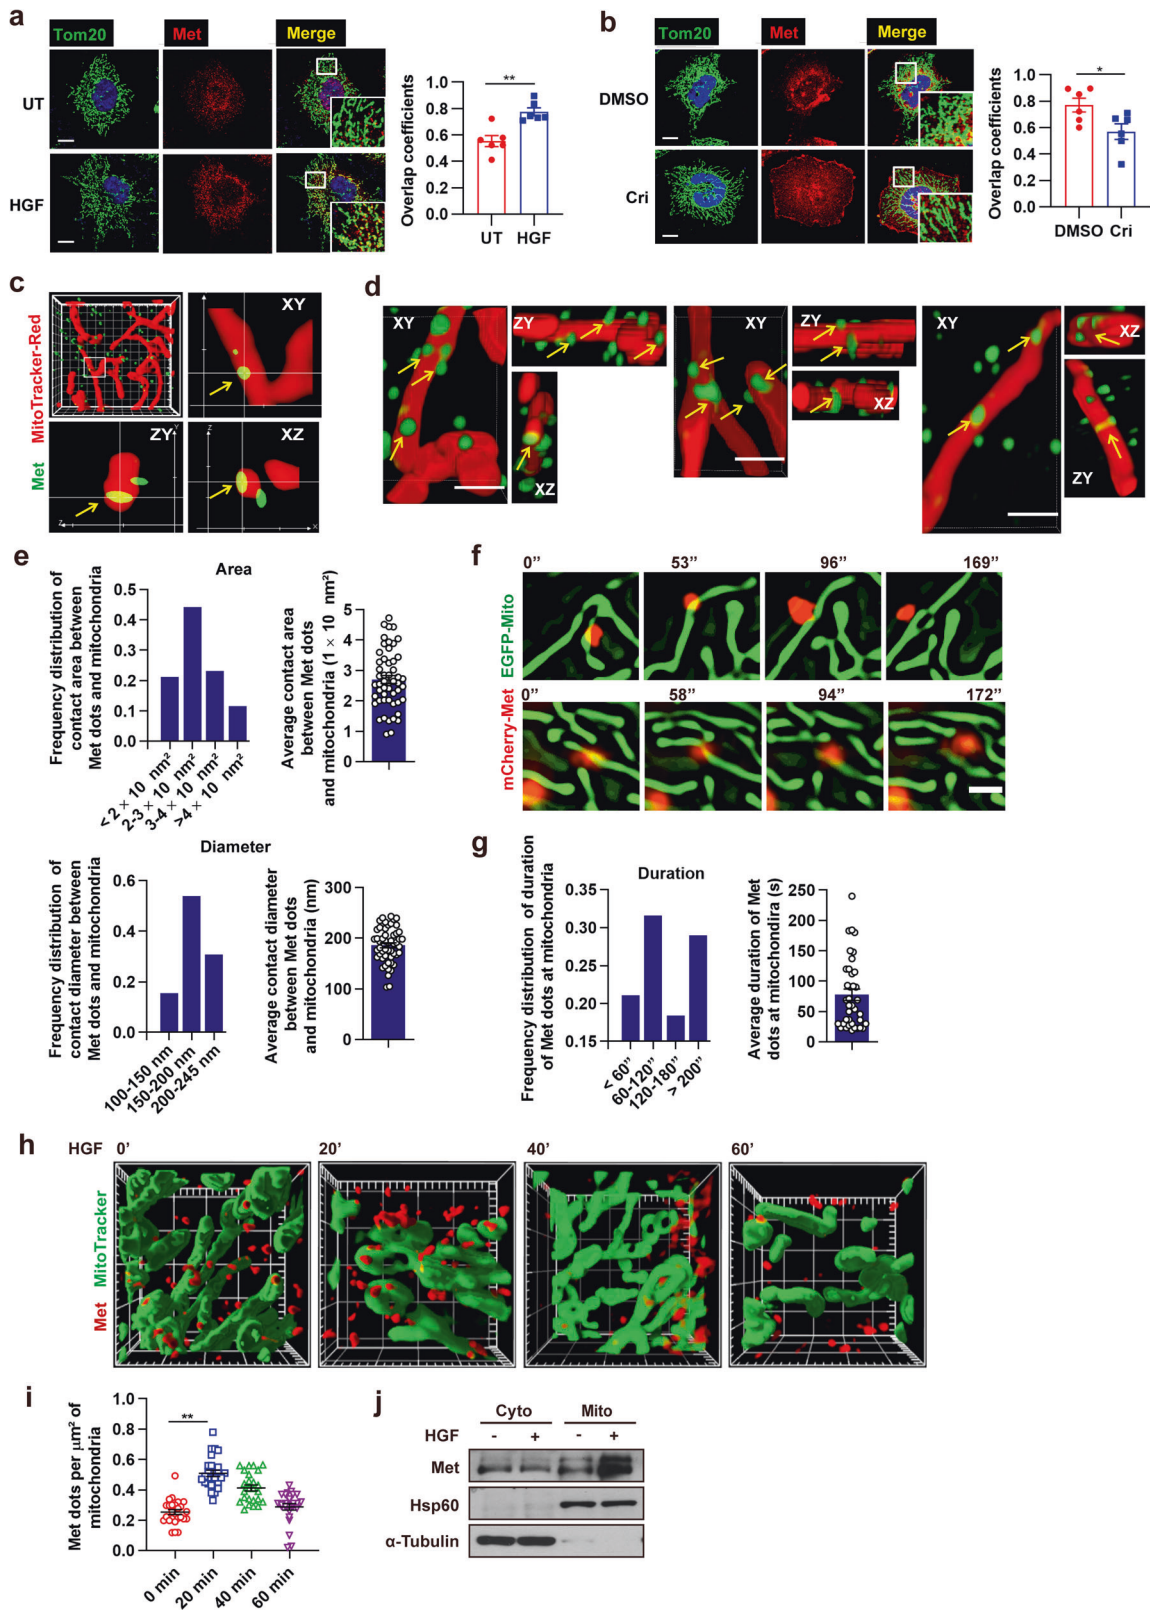 a
Tom20
Met
Merge
UT
HGF
Overlap coefficients
1.0
0.8
0.6
0.4
0.2
0.0
**
UT HGF
b
Tom20
Met
Merge
DMSO
Cri
Overlap coefficients
1.0
0.8
0.6
0.4
0.2
0.0
*
DMSO Cri
c
Met MitoTracker-Red
XY
ZY
XZ
d
XY
ZY
XZ
XY
ZY
XZ
XY
XZ
ZY
e
Area
Frequency distribution of
contact area between
Met dots and mitochondria
0.5
0.4
0.3
0.2
0.1
0.0
< 2 × 10 nm²
2-3 × 10 nm²
3-4 × 10 nm²
>4 × 10 nm²
Average contact area
between Met dots
and mitochondria (1 × 10 nm²)
5
4
3
2
1
0
Diameter
Frequency distribution of
contact diameter between
Met dots and mitochondria
0.6
0.4
0.2
0.0
100-150 nm
150-200 nm
200-245 nm
Average contact diameter
between Met dots
and mitochondria (nm)
300
200
100
0
f
mCherry-Met EGFP-Mito
0” 53” 96” 169”
0” 58” 94” 172”
g
Duration
Frequency distribution of duration
of Met dots at mitochondria
0.35
0.30
0.25
0.20
0.15
< 60”
60-120”
120-180”
> 200”
Average duration of Met
dots at mitochondira (s)
250
200
150
100
50
0
h
HGF 0’ 20’ 40’ 60’
Met MitoTracker
i
Met dots per μm² of
mitochondria
1.0
0.8
0.6
0.4
0.2
0.0
**
0 min
20 min
40 min
60 min
j
Cyto Mito
HGF - + - +
Met
Hsp60
α-Tubulin